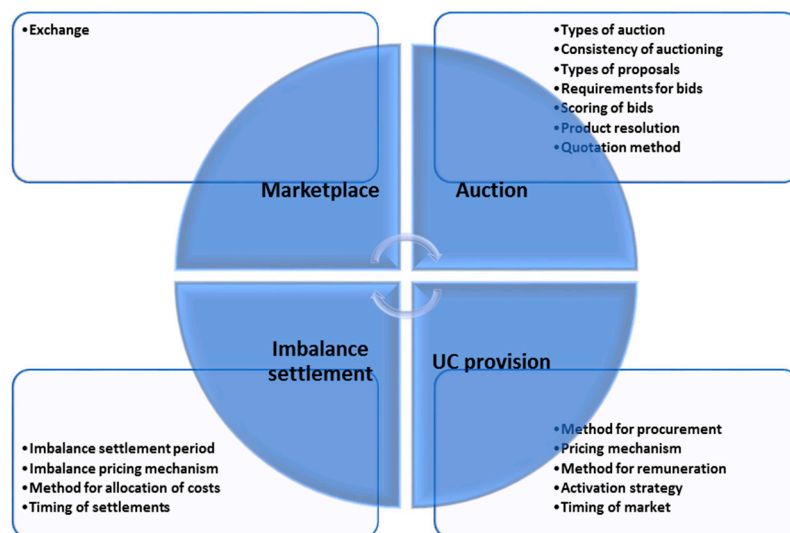 •Exchange
•Types of auction
•Consistency of auctioning
•Types of proposals
•Requirements for bids
•Scoring of bids
•Product resolution
•Quotation method
Marketplace
Auction
Imbalance
settlement
UC provision
•Imbalance settlement period
•Imbalance pricing mechanism
•Method for allocation of costs
•Timing of settlements
•Method for procurement
•Pricing mechanism
•Method for remuneration
•Activation strategy
•Timing of market